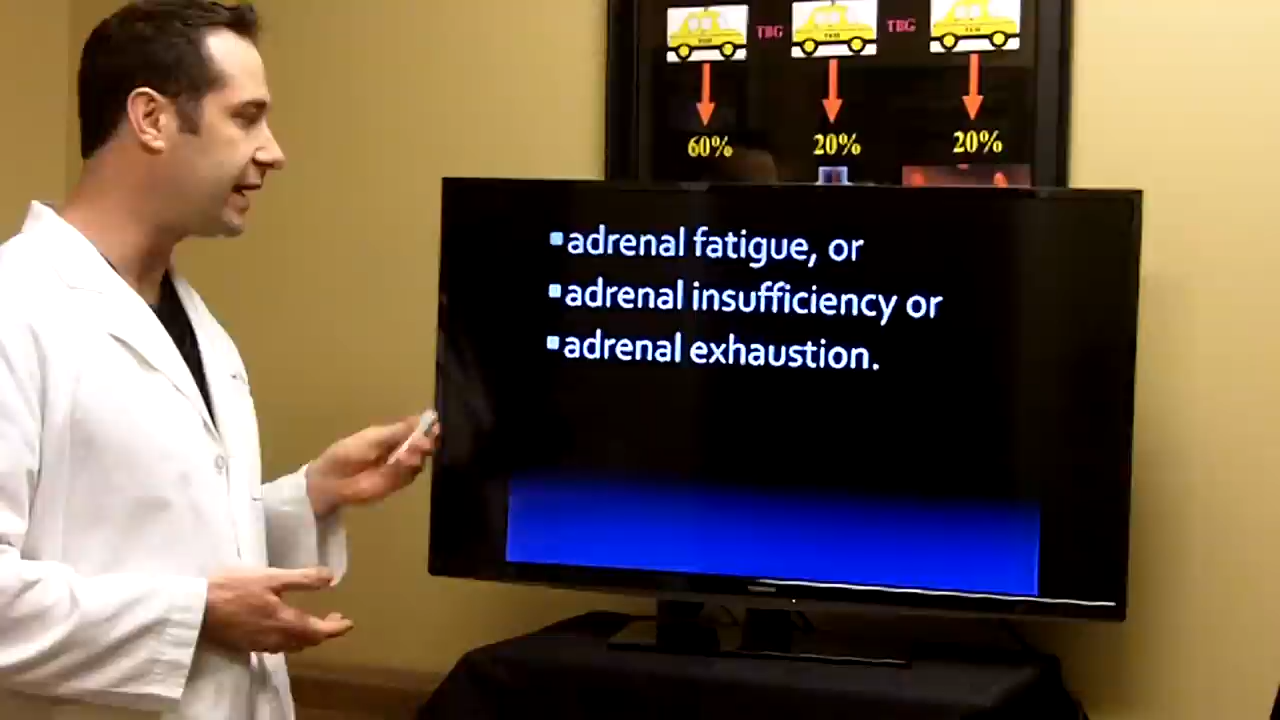 TBG TBG
60% 20% 20%
▪adrenal fatigue, or
▪adrenal insufficiency or
▪adrenal exhaustion.